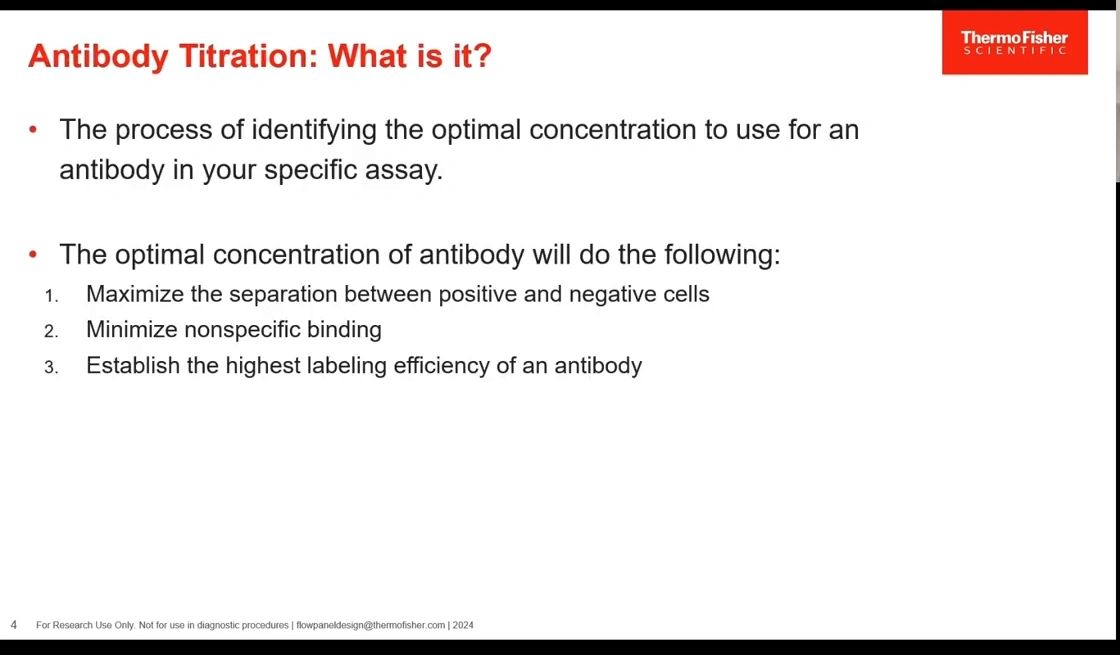 Antibody Titration: What is it?
ThermoFisher
SCIENTIFIC
• The process of identifying the optimal concentration to use for an
antibody in your specific assay.
• The optimal concentration of antibody will do the following:
1. Maximize the separation between positive and negative cells
2. Minimize nonspecific binding
3. Establish the highest labeling efficiency of an antibody
4 For Research Use Only. Not for use in diagnostic procedures | flowpaneldesign@thermofisher.com | 2024